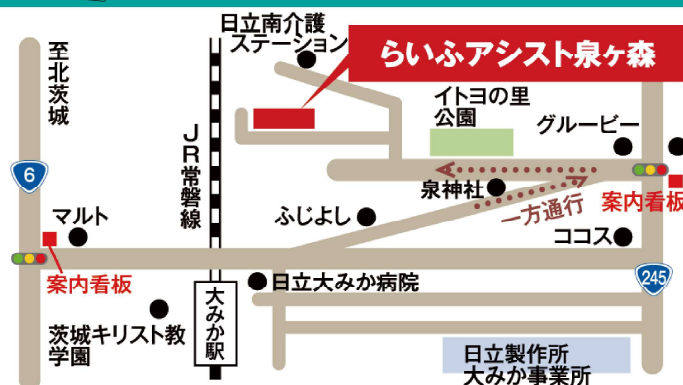 日立南介護
ステーション
らいふアシスト泉ヶ森
至北茨城
JR常磐線
イトヨの里
公園
グルービー
6
マルト
ふじよし
泉神社
一方通行
案内看板
ココス
案内看板
日立大みか病院
245
大みか駅
茨城キリスト教
学園
日立製作所
大みか事業所